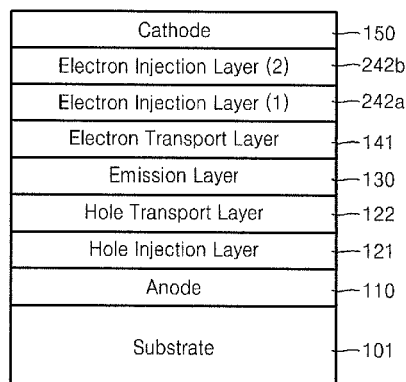 Cathode 150
Electron Injection Layer (2) 242b
Electron Injection Layer (1) 242a
Electron Transport Layer 141
Emission Layer 130
Hole Transport Layer 122
Hole Injection Layer 121
Anode 110
Substrate 101